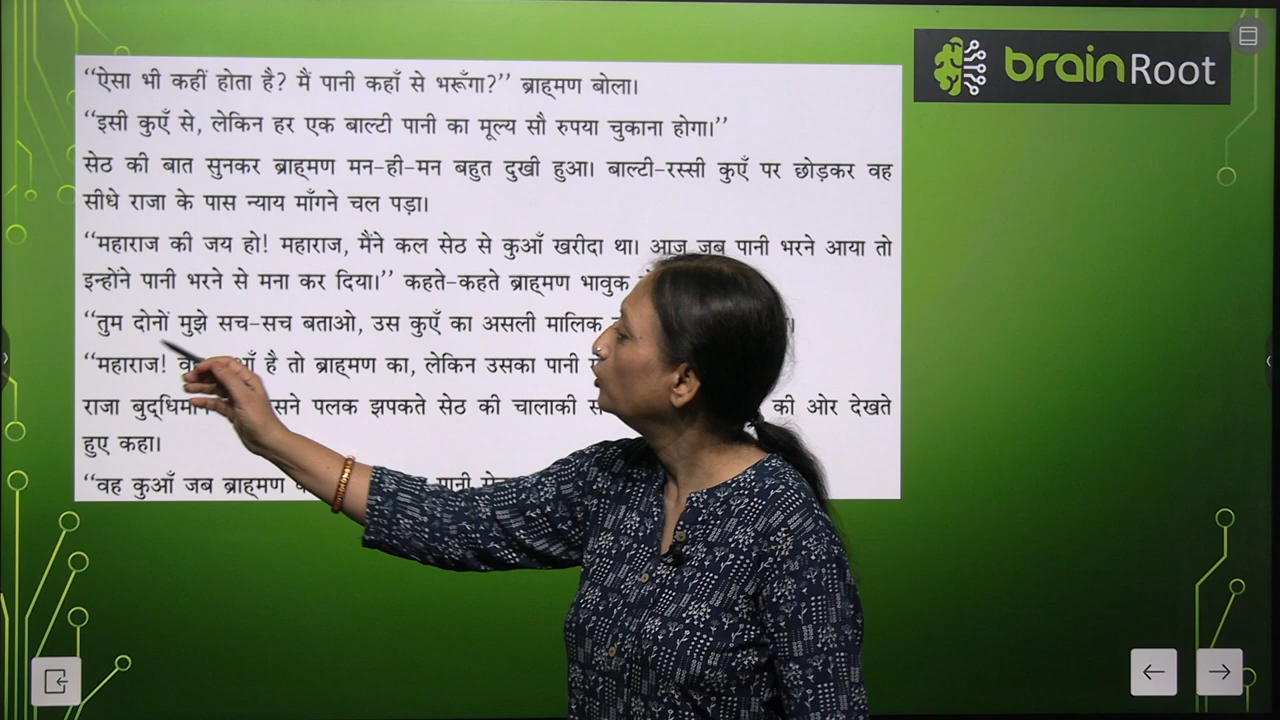 “ऐसा भी कहीं होता है? मैं पानी कहाँ से भरूँगा?” ब्राह्मण बोला।
“इसी कुएँ से, लेकिन हर एक बाल्टी पानी का मूल्य सौ रुपया चुकाना होगा।”
सेठ की बात सुनकर ब्राह्मण मन-ही-मन बहुत दुखी हुआ। बाल्टी-रस्सी कुएँ पर छोड़कर वह
सीधे राजा के पास न्याय माँगने चल पड़ा।
“महाराज की जय हो! महाराज, मैंने कल सेठ से कुआँ खरीदा था। आज जब पानी भरने आया तो
इन्होंने पानी भरने से मना कर दिया।” कहते-कहते ब्राह्मण भावुक
“तुम दोनों मुझे सच-सच बताओ, उस कुएँ का असली मालिक
“महाराज! है तो ब्राह्मण का, लेकिन उसका पानी
राजा पलक झपकते सेठ की चालाकी की ओर देखते
हुए कहा।
“वह कुआँ जब ब्राह्मण पानी
brainRoot